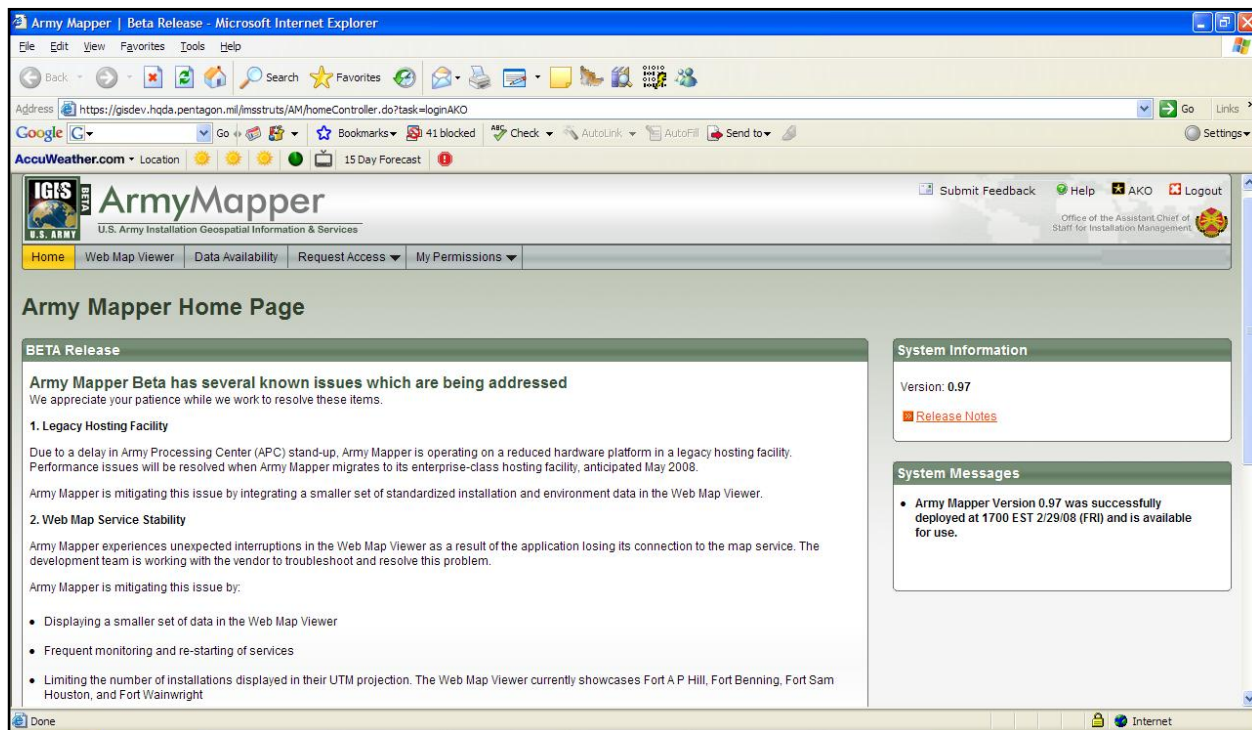 Army Mapper | Beta Release - Microsoft Internet Explorer
File Edit View Favorites Tools Help
Back Search Favorites
Address https://gisdev.hqda.pentagon.mil/imsstruts/AM/homeController.do?task=loginAKO Go Links »
Google G Go Bookmarks 41 blocked ABC Check AutoLink AutoFill Send to Settings
AccuWeather.com Location 15 Day Forecast
IGIS BETA U.S. ARMY
ArmyMapper
U.S. Army Installation Geospatial Information & Services
Submit Feedback Help AKO Logout
Office of the Assistant Chief of
Staff for Installation Management
Home Web Map Viewer Data Availability Request Access My Permissions
Army Mapper Home Page
BETA Release
Army Mapper Beta has several known issues which are being addressed
We appreciate your patience while we work to resolve these items.
1. Legacy Hosting Facility
Due to a delay in Army Processing Center (APC) stand-up, Army Mapper is operating on a reduced hardware platform in a legacy hosting facility.
Performance issues will be resolved when Army Mapper migrates to its enterprise-class hosting facility, anticipated May 2008.
Army Mapper is mitigating this issue by integrating a smaller set of standardized installation and environment data in the Web Map Viewer.
2. Web Map Service Stability
Army Mapper experiences unexpected interruptions in the Web Map Viewer as a result of the application losing its connection to the map service. The
development team is working with the vendor to troubleshoot and resolve this problem.
Army Mapper is mitigating this issue by:
• Displaying a smaller set of data in the Web Map Viewer
• Frequent monitoring and re-starting of services
• Limiting the number of installations displayed in their UTM projection. The Web Map Viewer currently showcases Fort A P Hill, Fort Benning, Fort Sam
Houston, and Fort Wainwright
System Information
Version: 0.97
Release Notes
System Messages
• Army Mapper Version 0.97 was successfully
deployed at 1700 EST 2/29/08 (FRI) and is available
for use.
Done Internet